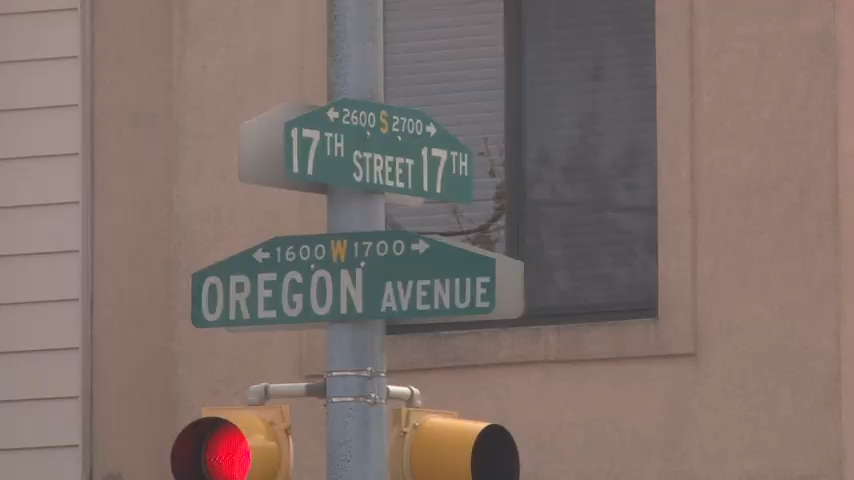 ← 2600 S 2700 →
17TH STREET 17TH
← 1600 W 1700 →
OREGON AVENUE